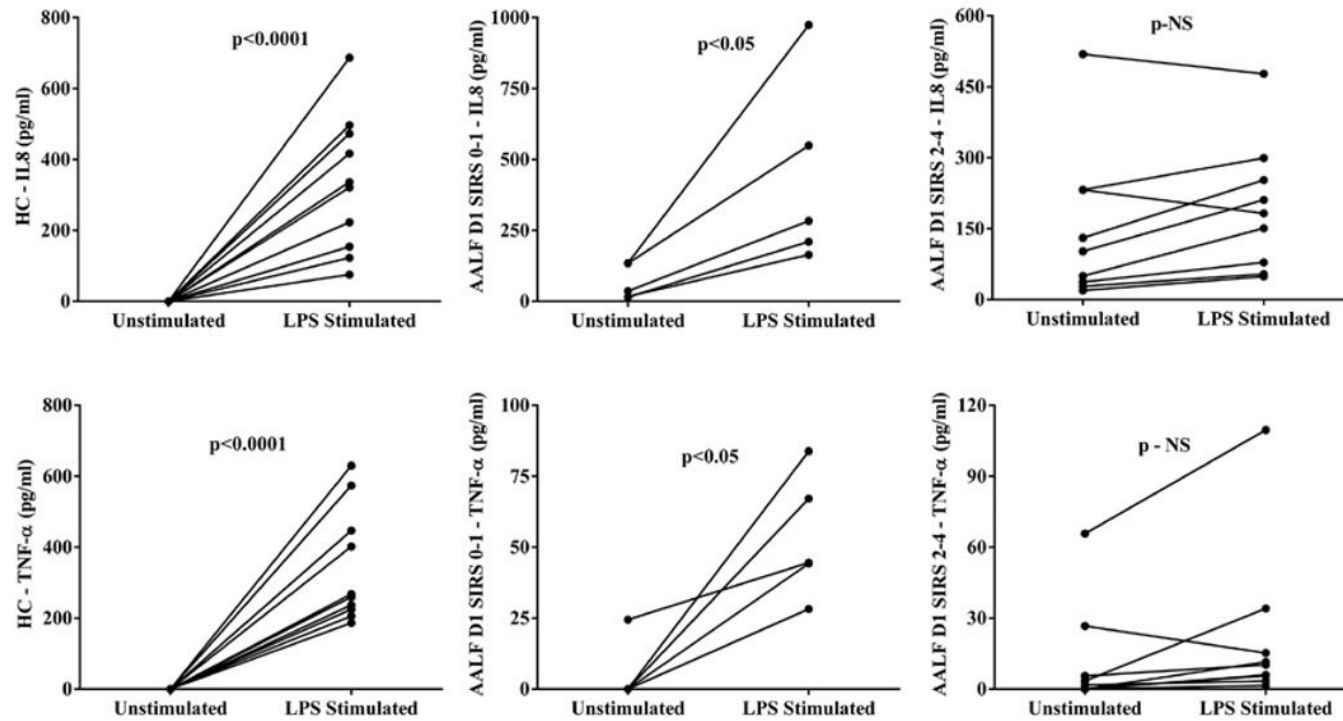 HC - IL8 (pg/ml)
800
600
400
200
0
p<0.0001
Unstimulated LPS Stimulated
AALF D1 SIRS 0-1 - IL8 (pg/ml)
1000
750
500
250
0
p<0.05
Unstimulated LPS Stimulated
AALF D1 SIRS 2-4 - IL8 (pg/ml)
600
450
300
150
0
p-NS
Unstimulated LPS Stimulated
HC - TNF-α (pg/ml)
800
600
400
200
0
p<0.0001
Unstimulated LPS Stimulated
AALF D1 SIRS 0-1 - TNF-α (pg/ml)
100
75
50
25
0
p<0.05
Unstimulated LPS Stimulated
AALF D1 SIRS 2-4 - TNF-α (pg/ml)
120
90
60
30
0
p - NS
Unstimulated LPS Stimulated